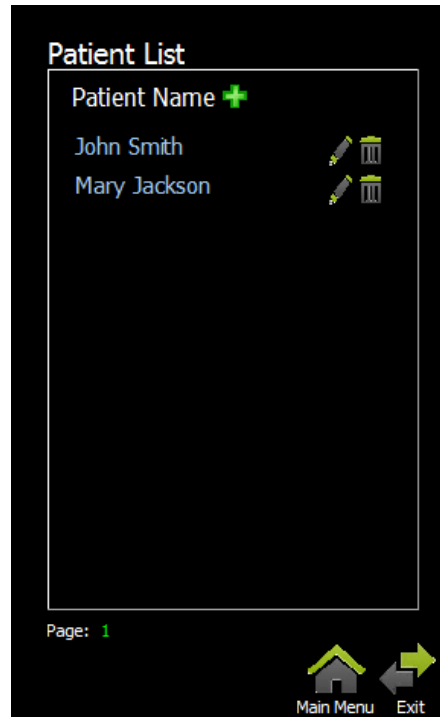 Patient List
Patient Name
John Smith
Mary Jackson
Page: 1
Main Menu Exit